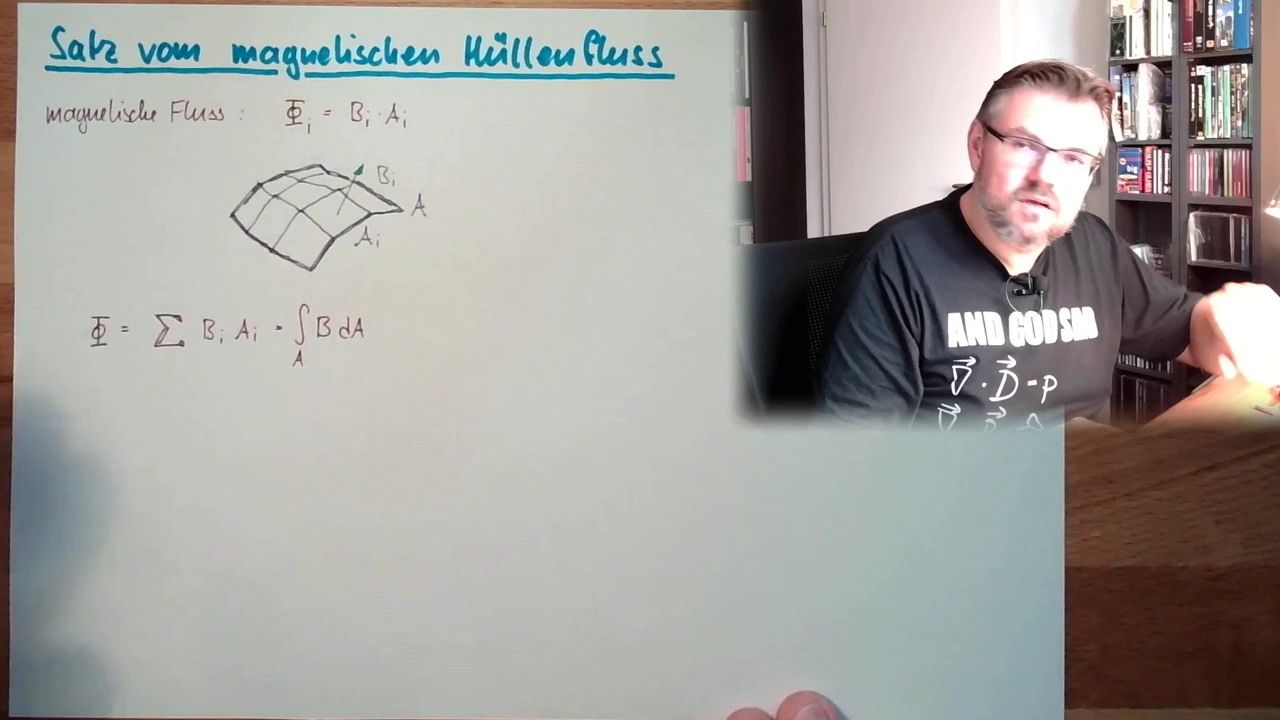 Satz vom magnetischen Hüllenfluss
magnetische Fluss: Φi = Bi · Ai
Bi
A
Ai
Φ = ∑ Bi Ai = ∫A B dA
AND GOD SAID
∇⃗ · D⃗ = ρ